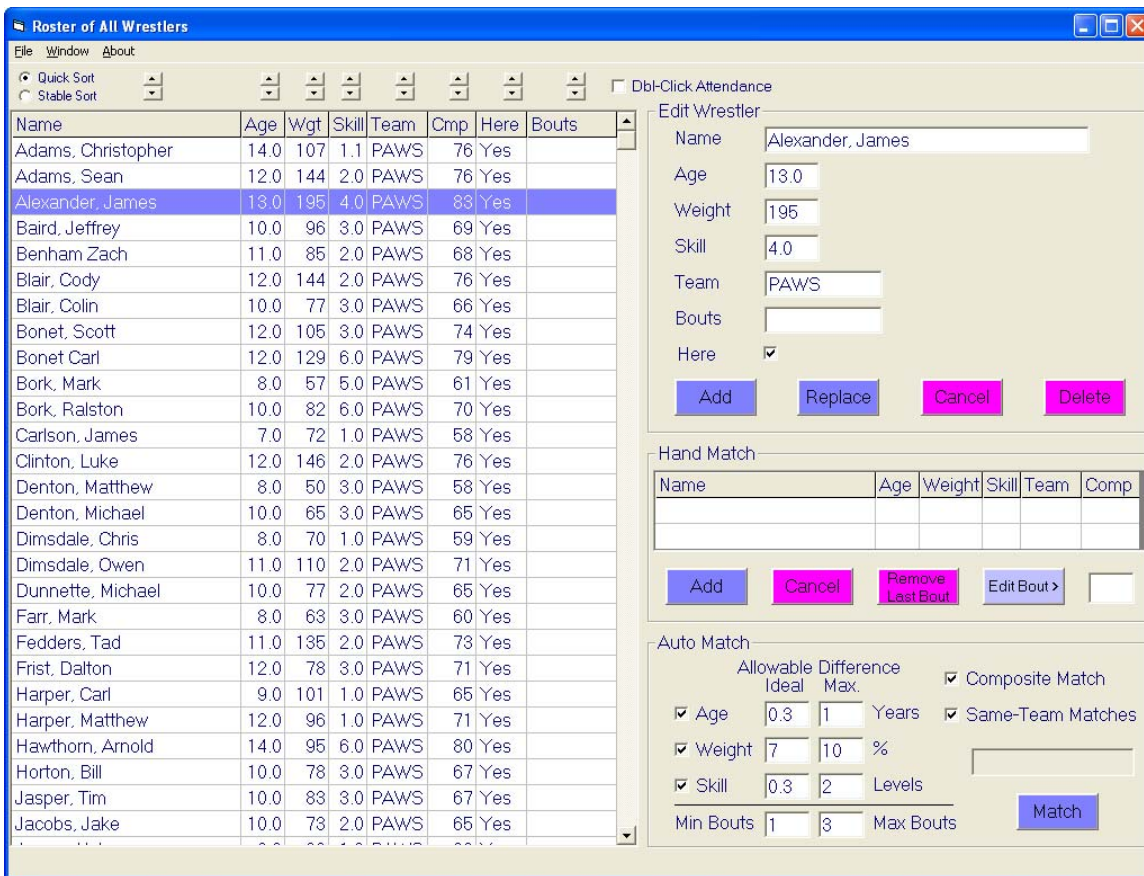 Roster of All Wrestlers
File Window About
Quick Sort
Stable Sort
Dbl-Click Attendance
Name Age Wgt Skill Team Cmp Here Bouts
Adams, Christopher 14.0 107 1.1 PAWS 76 Yes
Adams, Sean 12.0 144 2.0 PAWS 76 Yes
Alexander, James 13.0 195 4.0 PAWS 83 Yes
Baird, Jeffrey 10.0 96 3.0 PAWS 69 Yes
Benham Zach 11.0 85 2.0 PAWS 68 Yes
Blair, Cody 12.0 144 2.0 PAWS 76 Yes
Blair, Colin 10.0 77 3.0 PAWS 66 Yes
Bonet, Scott 12.0 105 3.0 PAWS 74 Yes
Bonet Carl 12.0 129 6.0 PAWS 79 Yes
Bork, Mark 8.0 57 5.0 PAWS 61 Yes
Bork, Ralston 10.0 82 6.0 PAWS 70 Yes
Carlson, James 7.0 72 1.0 PAWS 58 Yes
Clinton, Luke 12.0 146 2.0 PAWS 76 Yes
Denton, Matthew 8.0 50 3.0 PAWS 58 Yes
Denton, Michael 10.0 65 3.0 PAWS 65 Yes
Dimsdale, Chris 8.0 70 1.0 PAWS 59 Yes
Dimsdale, Owen 11.0 110 2.0 PAWS 71 Yes
Dunnette, Michael 10.0 77 2.0 PAWS 65 Yes
Farr, Mark 8.0 63 3.0 PAWS 60 Yes
Fedders, Tad 11.0 135 2.0 PAWS 73 Yes
Frist, Dalton 12.0 78 3.0 PAWS 71 Yes
Harper, Carl 9.0 101 1.0 PAWS 65 Yes
Harper, Matthew 12.0 96 1.0 PAWS 71 Yes
Hawthorn, Arnold 14.0 95 6.0 PAWS 80 Yes
Horton, Bill 10.0 78 3.0 PAWS 67 Yes
Jasper, Tim 10.0 83 3.0 PAWS 67 Yes
Jacobs, Jake 10.0 73 2.0 PAWS 65 Yes
Edit Wrestler
Name Alexander, James
Age 13.0
Weight 195
Skill 4.0
Team PAWS
Bouts
Here
Add Replace Cancel Delete
Hand Match
Name Age Weight Skill Team Comp
Add Cancel Remove Last Bout Edit Bout >
Auto Match
Allowable Difference
Ideal Max.
Composite Match
Age 0.3 1 Years Same-Team Matches
Weight 7 10 %
Skill 0.3 2 Levels
Min Bouts 1 3 Max Bouts
Match